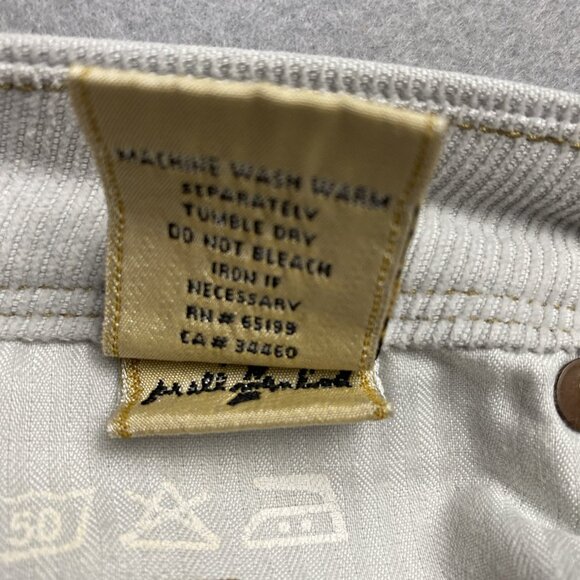 MACHINE WASH WARM
SEPARATELY
TUMBLE DRY
DO NOT BLEACH
IRON IF
NECESSARY
RN # 65199
CA # 34460
for all mankind
50